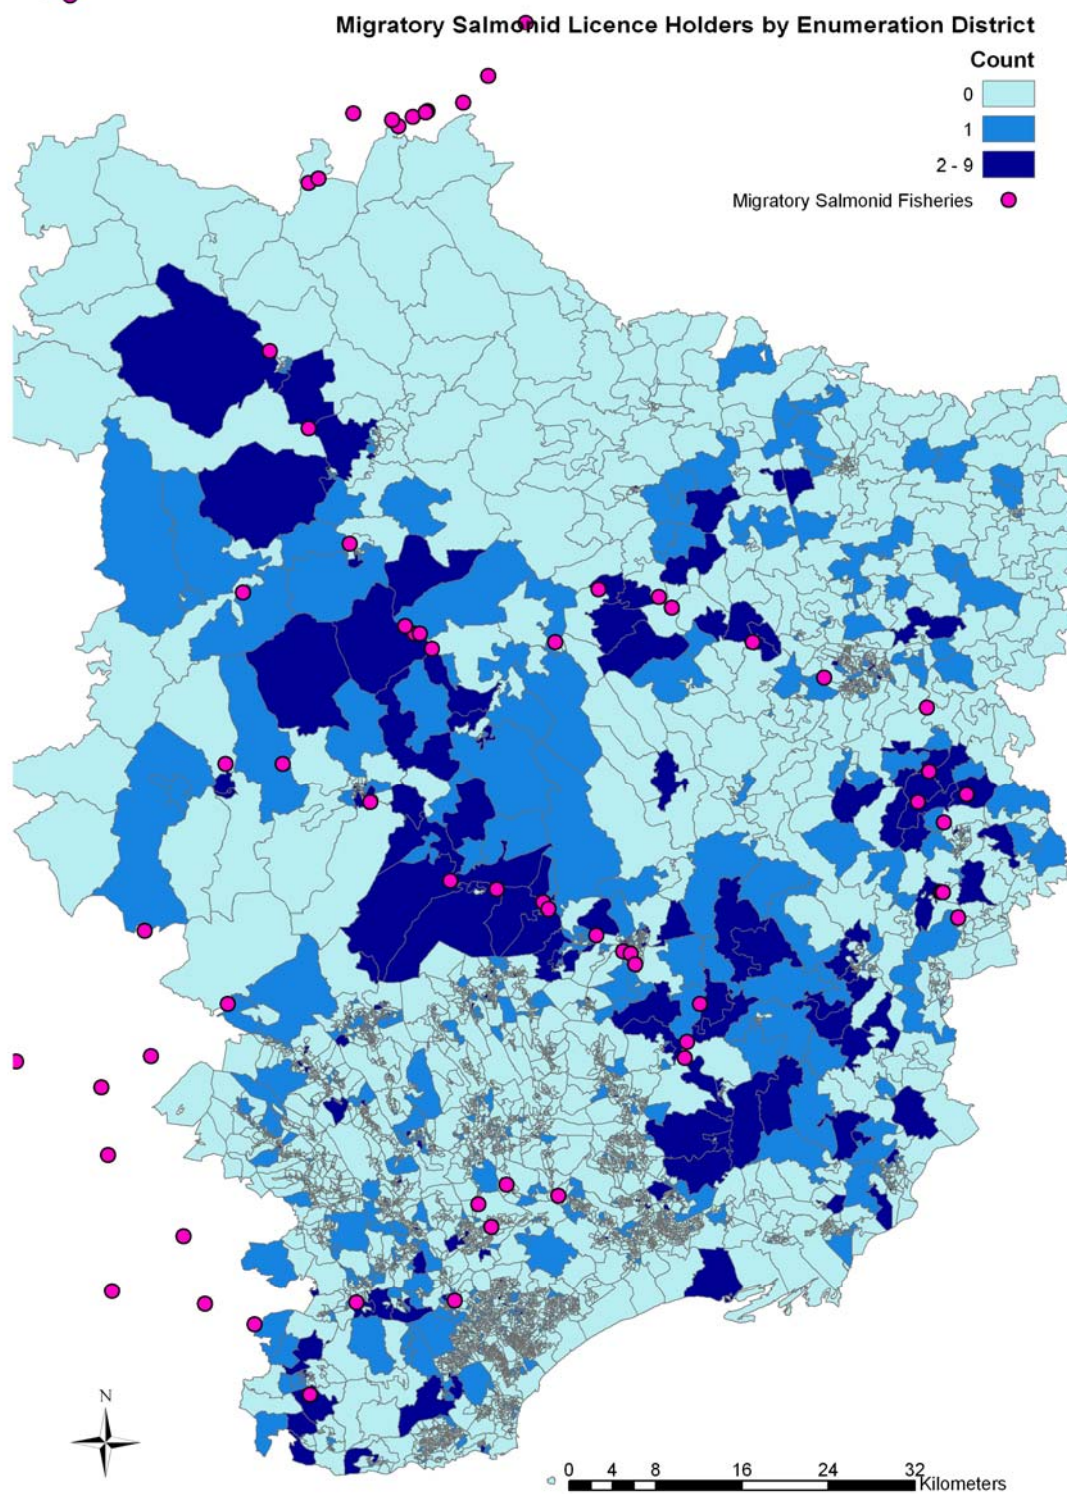 Migratory Salmonid Licence Holders by Enumeration District
Count
0
1
2 - 9
Migratory Salmonid Fisheries
N
0 4 8 16 24 32
Kilometers